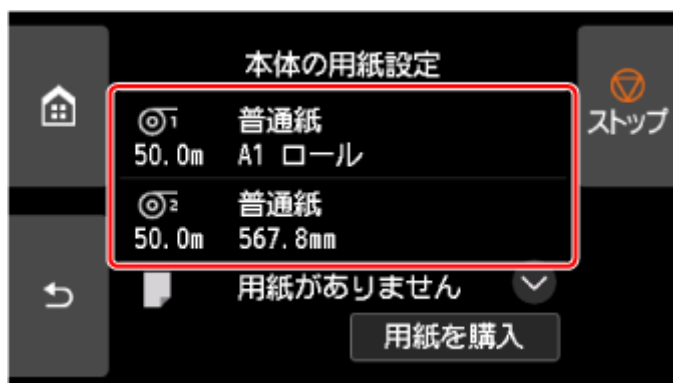 本体の用紙設定
ストップ
1 普通紙
50.0m A1 ロール
2 普通紙
50.0m 567.8mm
用紙がありません
用紙を購入